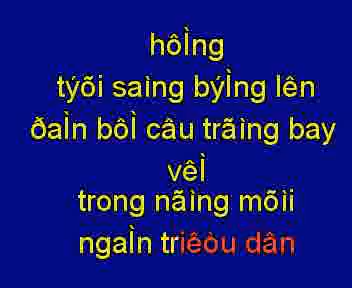 hôÌng
týõi saìng býÌng lên
ðaÌn bôÌ câu trãìng bay
vêÌ
trong nãìng mõìi
ngaÌn triêòu dân